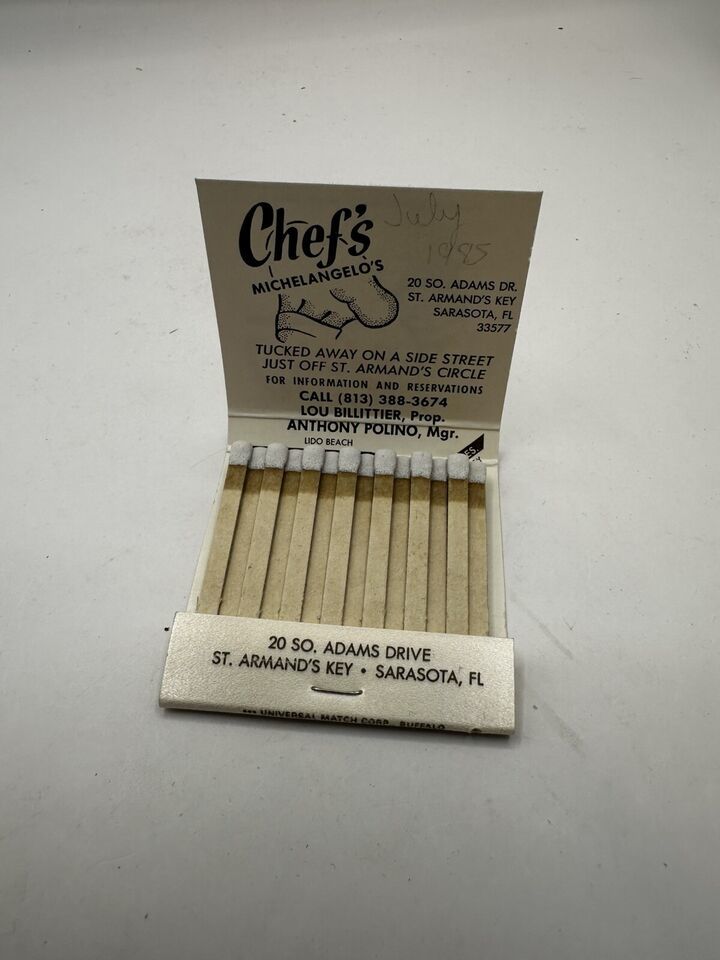 Chef's
July
1985
MICHELANGELO'S
20 SO. ADAMS DR.
ST. ARMAND'S KEY
SARASOTA, FL
33577
TUCKED AWAY ON A SIDE STREET
JUST OFF ST. ARMAND'S CIRCLE
FOR INFORMATION AND RESERVATIONS
CALL (813) 388-3674
LOU BILLITTIER, Prop.
ANTHONY POLINO, Mgr.
LIDO BEACH
20 SO. ADAMS DRIVE
ST. ARMAND'S KEY • SARASOTA, FL
UNIVERSAL MATCH CORP. BUFFALO